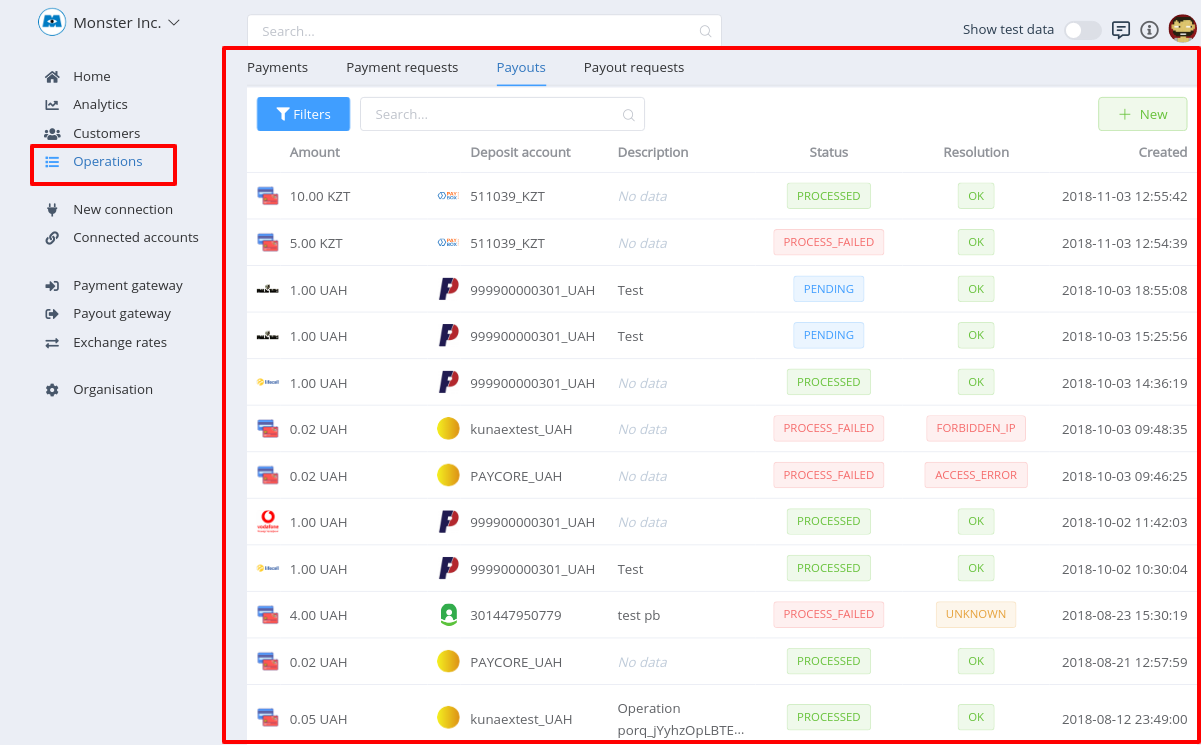 Monster Inc.
Search...
Show test data
Home
Analytics
Customers
Operations
New connection
Connected accounts
Payment gateway
Payout gateway
Exchange rates
Organisation
Payments Payment requests Payouts Payout requests
Filters Search... + New
Amount Deposit account Description Status Resolution Created
10.00 KZT 511039_KZT No data PROCESSED OK 2018-11-03 12:55:42
5.00 KZT 511039_KZT No data PROCESS_FAILED OK 2018-11-03 12:54:39
1.00 UAH 999900000301_UAH Test PENDING OK 2018-10-03 18:55:08
1.00 UAH 999900000301_UAH Test PENDING OK 2018-10-03 15:25:56
lifecell 1.00 UAH 999900000301_UAH No data PROCESSED OK 2018-10-03 14:36:19
0.02 UAH kunaextest_UAH No data PROCESS_FAILED FORBIDDEN_IP 2018-10-03 09:48:35
0.02 UAH PAYCORE_UAH No data PROCESS_FAILED ACCESS_ERROR 2018-10-03 09:46:25
vodafone 1.00 UAH 999900000301_UAH No data PROCESSED OK 2018-10-02 11:42:03
lifecell 1.00 UAH 999900000301_UAH Test PROCESSED OK 2018-10-02 10:30:04
4.00 UAH 301447950779 test pb PROCESS_FAILED UNKNOWN 2018-08-23 15:30:19
0.02 UAH PAYCORE_UAH No data PROCESSED OK 2018-08-21 12:57:59
0.05 UAH kunaextest_UAH Operation porq_jYyhzOpLBTE... PROCESSED OK 2018-08-12 23:49:00